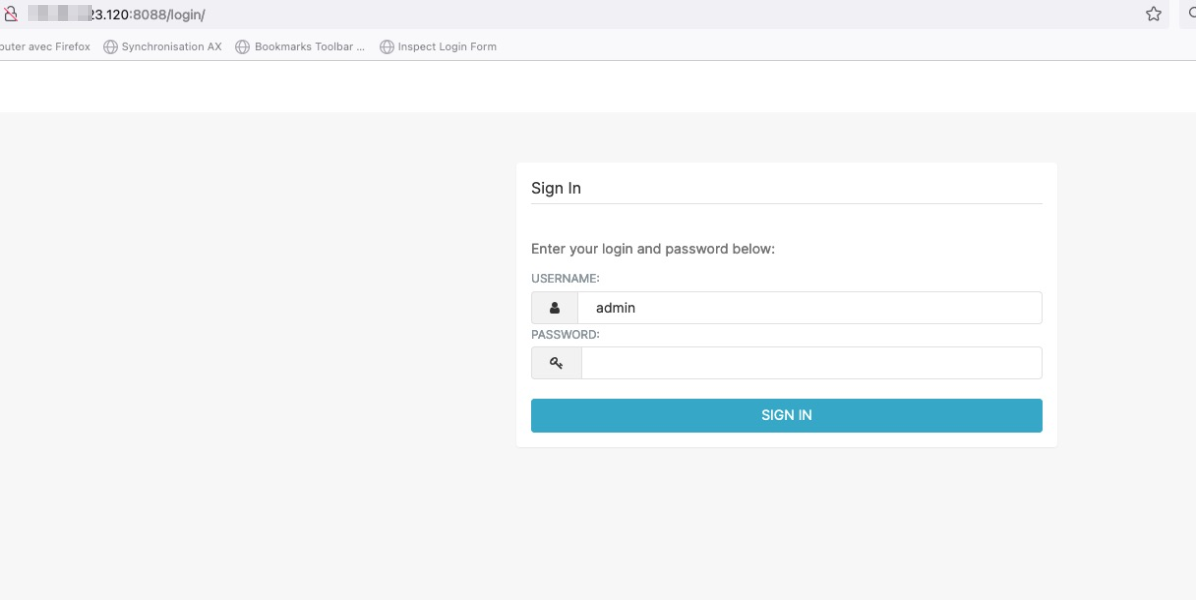 23.120:8088/login/
outer avec Firefox Synchronisation AX Bookmarks Toolbar ... Inspect Login Form
Sign In
Enter your login and password below:
USERNAME:
admin
PASSWORD:
SIGN IN